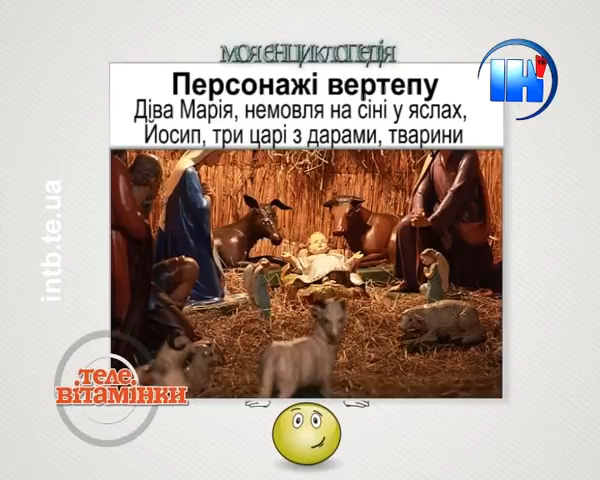 МОЯ ЕНЦИКЛОПЕДІЯ
Персонажі вертепу
Діва Марія, немовля на сіні у яслах,
Йосип, три царі з дарами, тварини
ІНТБ
intb.te.ua
ТЕЛЕ
ВІТАМІНКИ